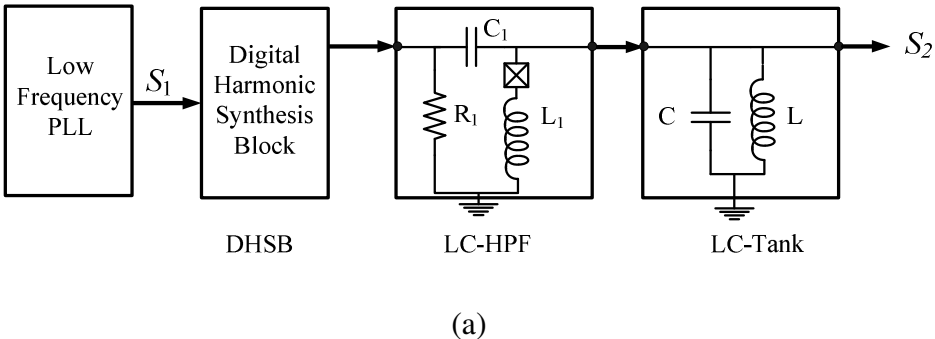 Low
Frequency
PLL
S1
Digital
Harmonic
Synthesis
Block
C1
R1
L1
C
L
S2
DHSB
LC-HPF
LC-Tank
(a)